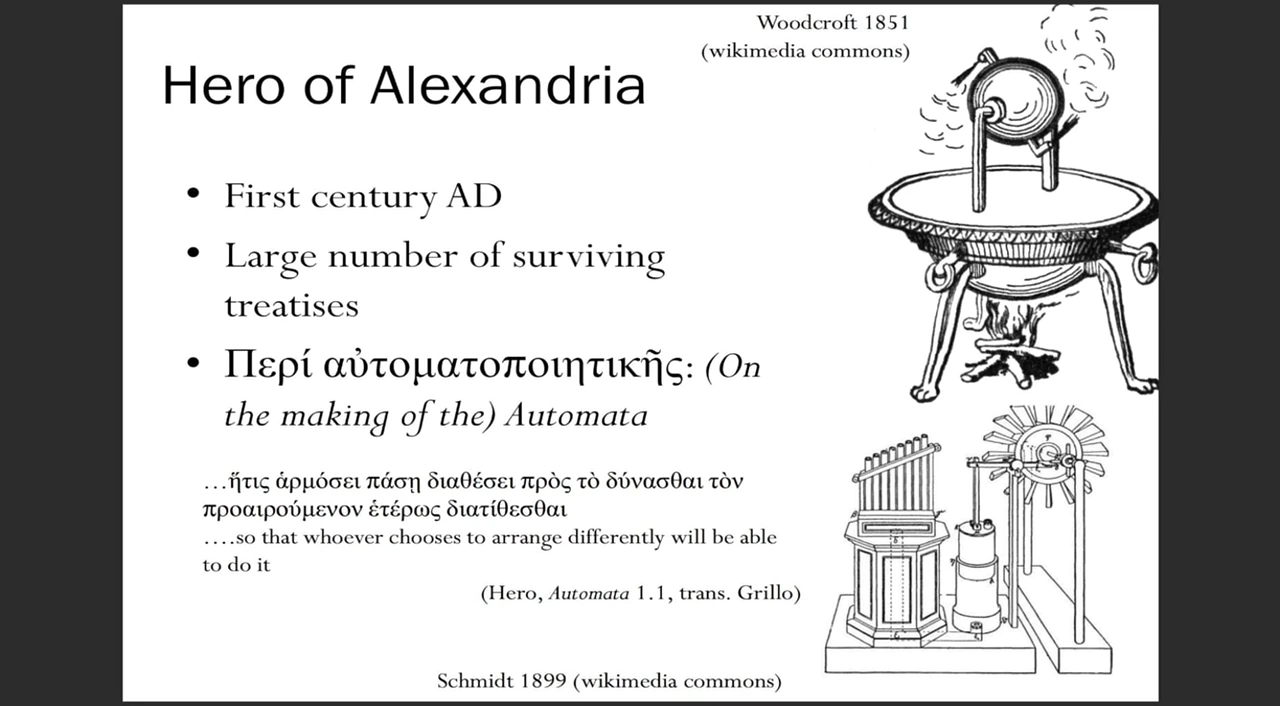 Woodcroft 1851
(wikimedia commons)
Hero of Alexandria
• First century AD
• Large number of surviving
treatises
• Περί αὐτοματοποιητικῆς: (On
the making of the) Automata
…ἥτις ἁρμόσει πάσῃ διαθέσει πρὸς τὸ δύνασθαι τὸν
προαιρούμενον ἑτέρως διατίθεσθαι
….so that whoever chooses to arrange differently will be able
to do it
(Hero, Automata 1.1, trans. Grillo)
Schmidt 1899 (wikimedia commons)